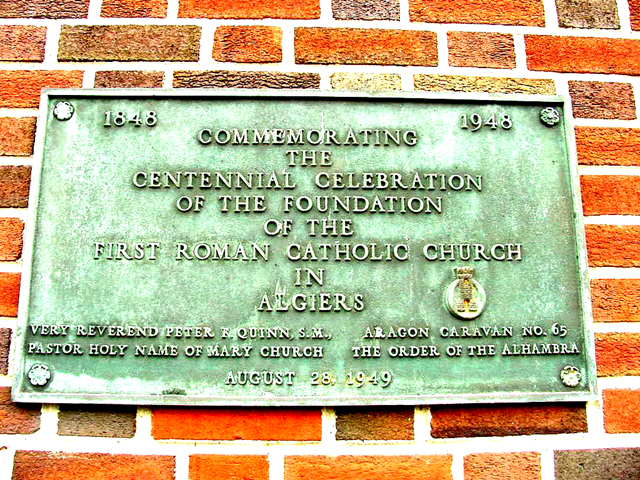 1848 1948
COMMEMORATING
THE
CENTENNIAL CELEBRATION
OF THE FOUNDATION
OF THE
FIRST ROMAN CATHOLIC CHURCH
IN
ALGIERS
VERY REVEREND PETER T. QUINN, S.M.,
PASTOR HOLY NAME OF MARY CHURCH
ARAGON CARAVAN NO. 65
THE ORDER OF THE ALHAMBRA
AUGUST 28, 1949